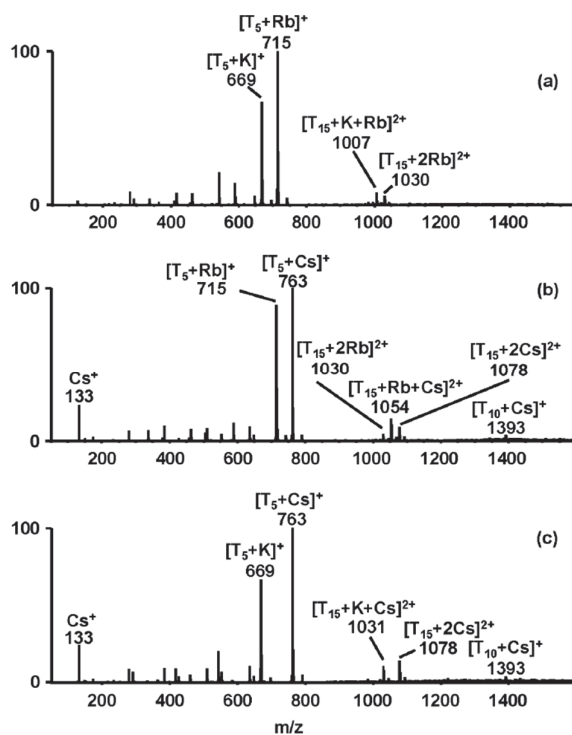 [T₅+Rb]⁺
715
100
[T₅+K]⁺
669
(a)
[T₁₅+K+Rb]²⁺
1007
[T₁₅+2Rb]²⁺
1030
0
200 400 600 800 1000 1200 1400
[T₅+Rb]⁺
715
[T₅+Cs]⁺
763
100
(b)
[T₁₅+2Rb]²⁺
1030
[T₁₅+2Cs]²⁺
1078
[T₁₅+Rb+Cs]²⁺
1054
Cs⁺
133
[T₁₀+Cs]⁺
1393
0
200 400 600 800 1000 1200 1400
[T₅+Cs]⁺
763
100
(c)
[T₅+K]⁺
669
[T₁₅+K+Cs]²⁺
1031
[T₁₅+2Cs]²⁺
1078
Cs⁺
133
[T₁₀+Cs]⁺
1393
0
200 400 600 800 1000 1200 1400
m/z